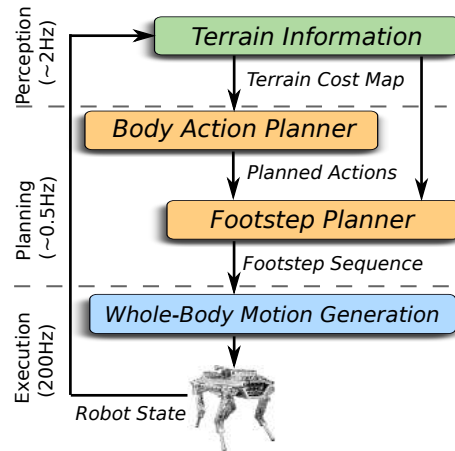 Perception
(~2Hz)
Terrain Information
Terrain Cost Map
Planning
(~0.5Hz)
Body Action Planner
Planned Actions
Footstep Planner
Footstep Sequence
Execution
(200Hz)
Whole-Body Motion Generation
Robot State